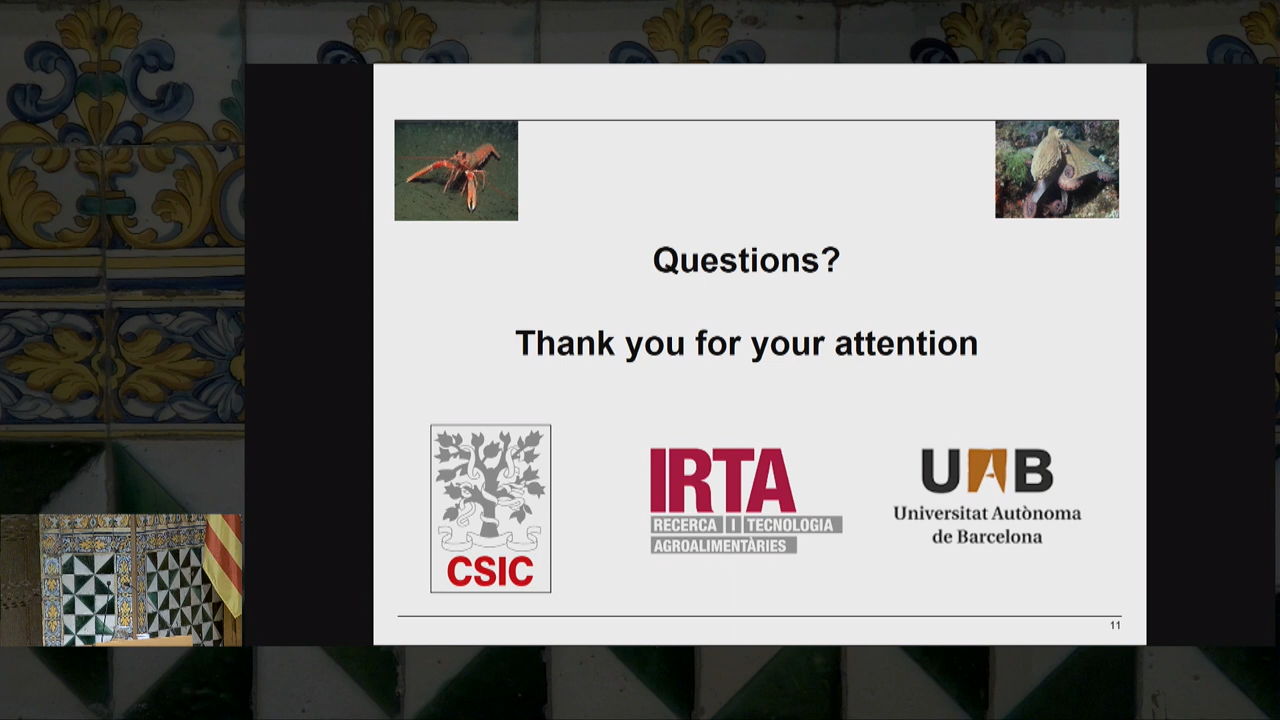 Questions?
Thank you for your attention
CSIC
IRTA
RECERCA I TECNOLOGIA
AGROALIMENTÀRIES
UAB
Universitat Autònoma
de Barcelona
11